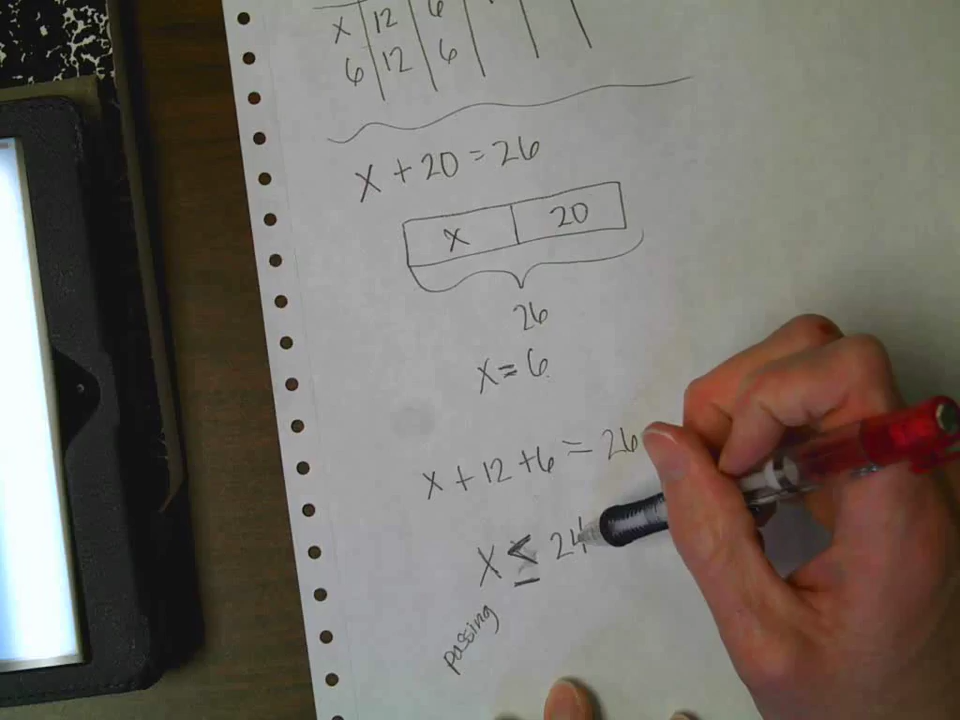 X 12 6
6 12 6
X + 20 = 26
X 20
26
X = 6
X + 12 + 6 = 26
X ≤ 24
passing